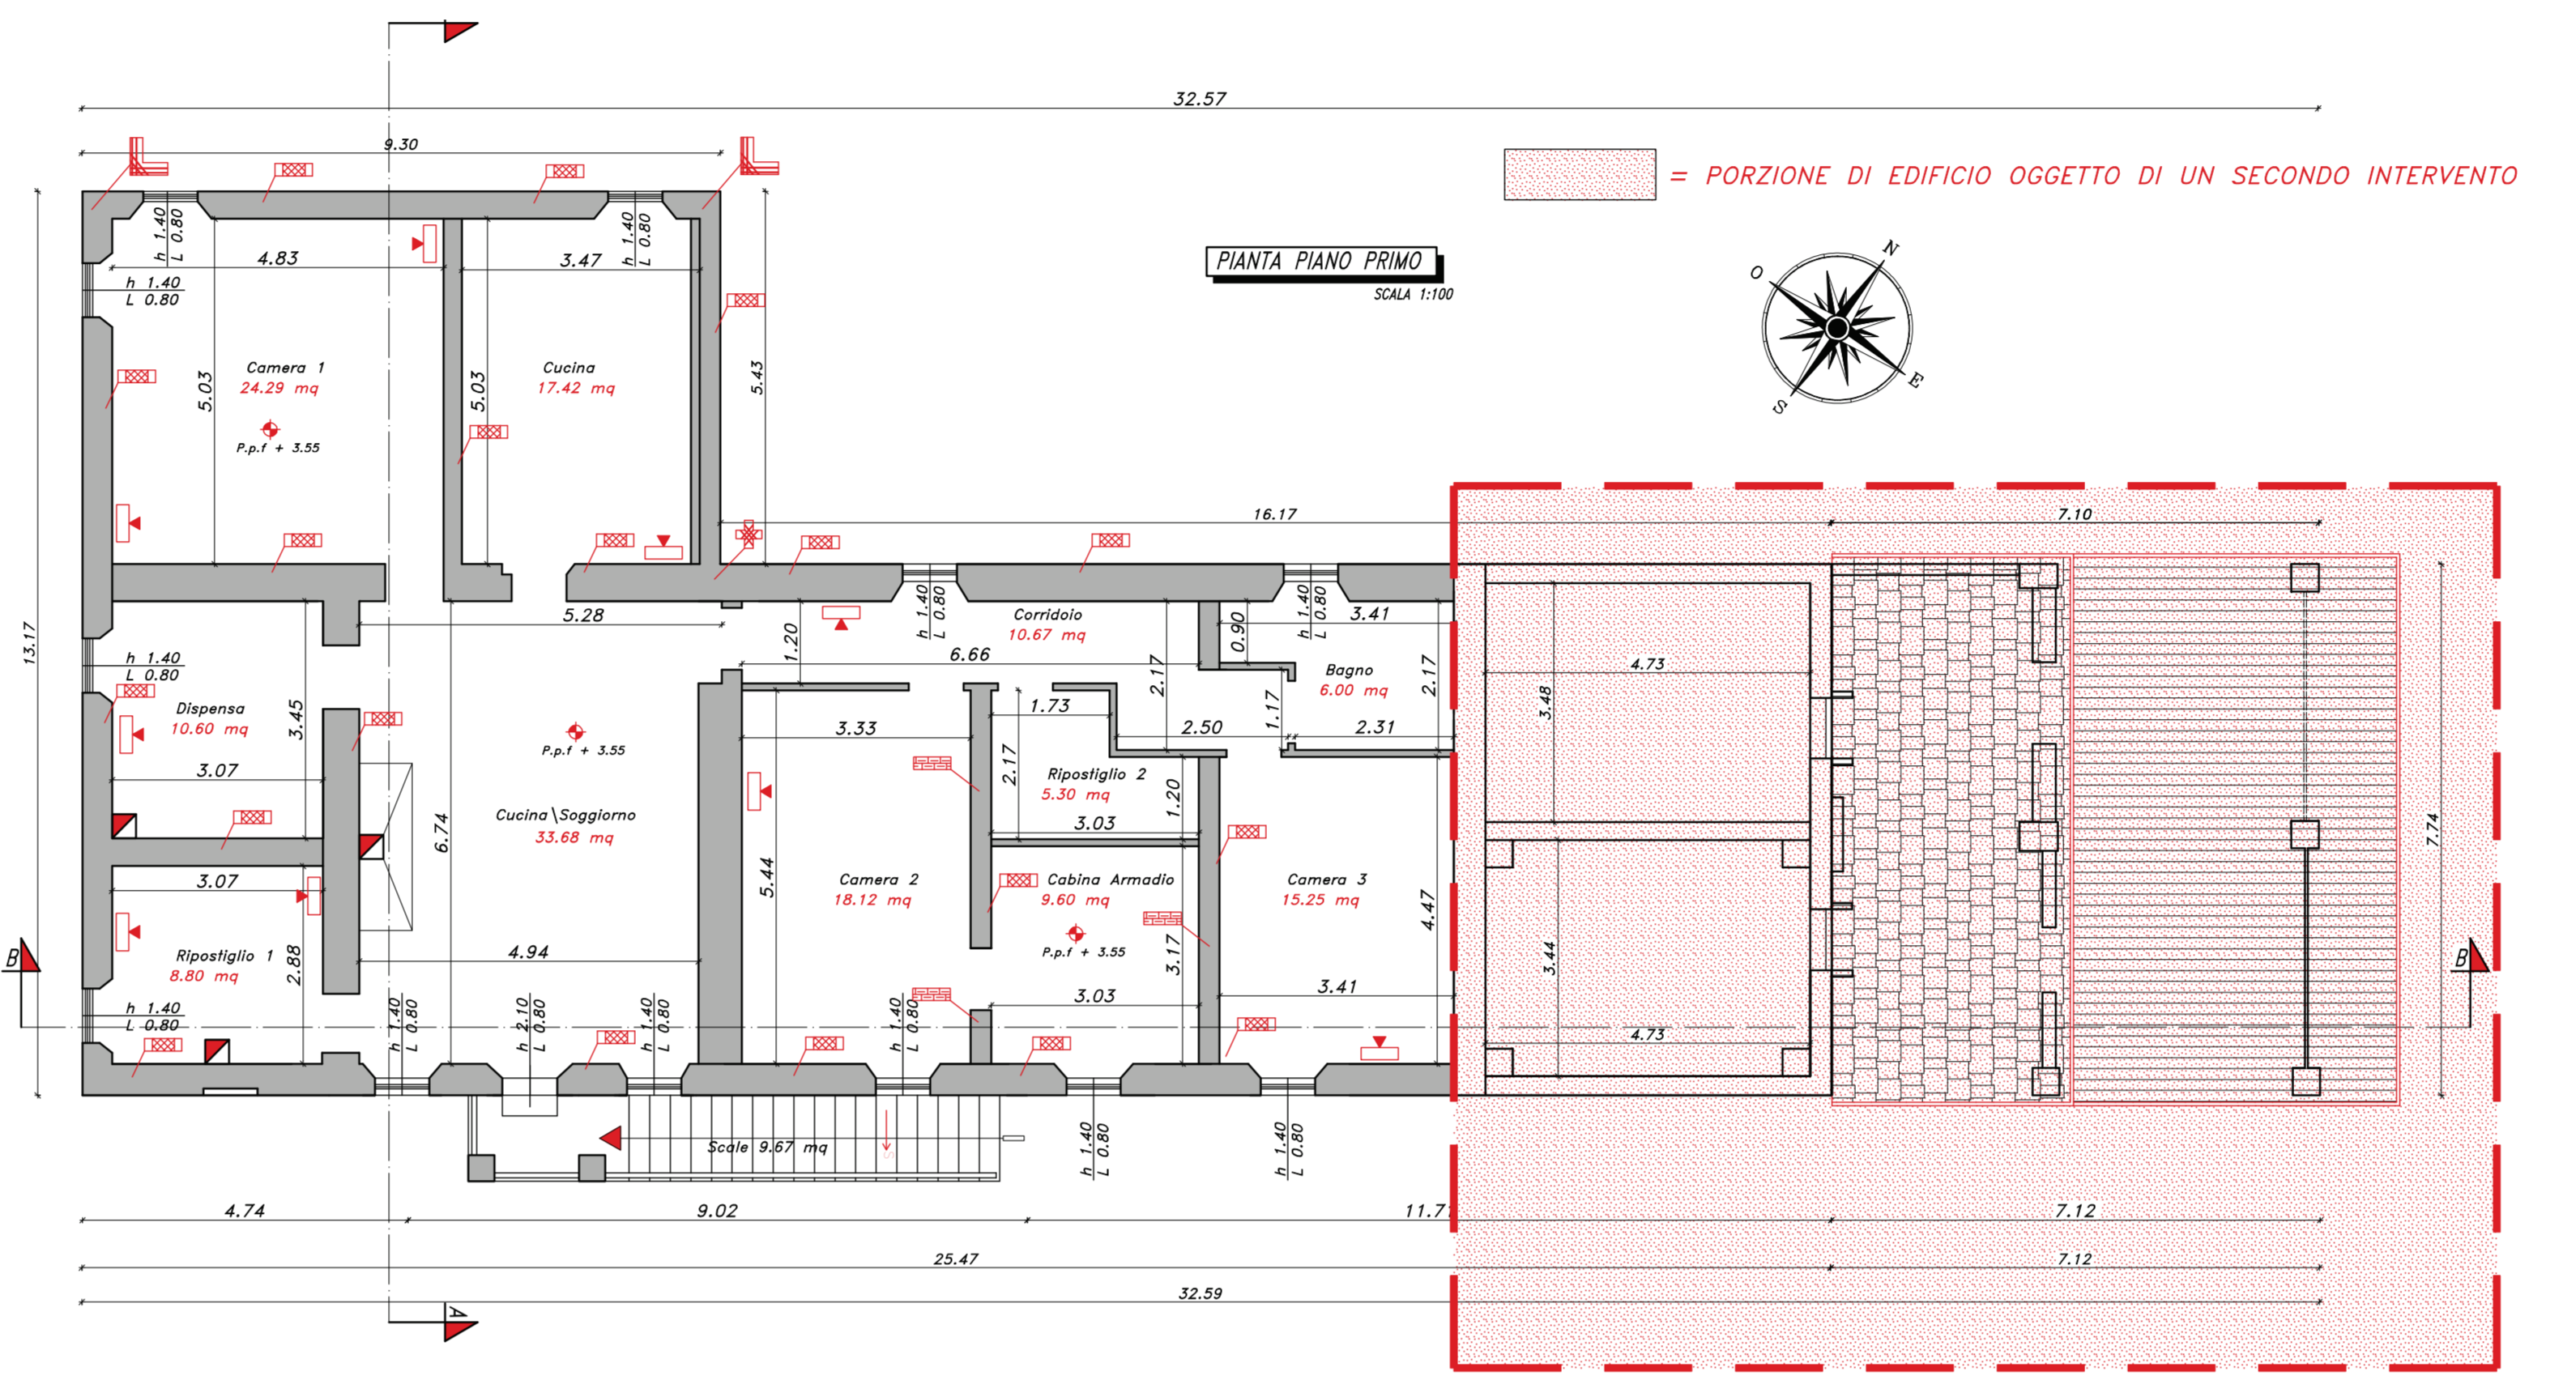 32.57
9.30
= PORZIONE DI EDIFICIO OGGETTO DI UN SECONDO INTERVENTO
PIANTA PIANO PRIMO
SCALA 1:100
N
O
E
S
h 1.40
L 0.80
h 1.40
L 0.80
4.83
3.47
h 1.40
L 0.80
5.03
5.03
5.43
Camera 1
24.29 mq
P.p.f + 3.55
Cucina
17.42 mq
16.17
7.10
13.17
5.28
1.20
h 1.40
L 0.80
Corridoio
10.67 mq
6.66
2.17
0.90
h 1.40
L 0.80
3.41
Bagno
6.00 mq
2.17
1.17
2.50
2.31
h 1.40
L 0.80
Dispensa
10.60 mq
3.45
3.07
P.p.f + 3.55
Cucina\Soggiorno
33.68 mq
6.74
4.94
3.33
1.73
2.17
Ripostiglio 2
5.30 mq
1.20
3.03
5.44
Camera 2
18.12 mq
Cabina Armadio
9.60 mq
P.p.f + 3.55
3.17
3.03
Camera 3
15.25 mq
4.47
3.41
4.73
3.48
3.44
4.73
7.74
3.07
Ripostiglio 1
8.80 mq
2.88
h 1.40
L 0.80
h 1.40
L 0.80
h 2.10
L 0.80
h 1.40
L 0.80
h 1.40
L 0.80
B
B
Scale 9.67 mq
S
h 1.40
L 0.80
h 1.40
L 0.80
4.74
9.02
11.7
7.12
25.47
7.12
32.59
A